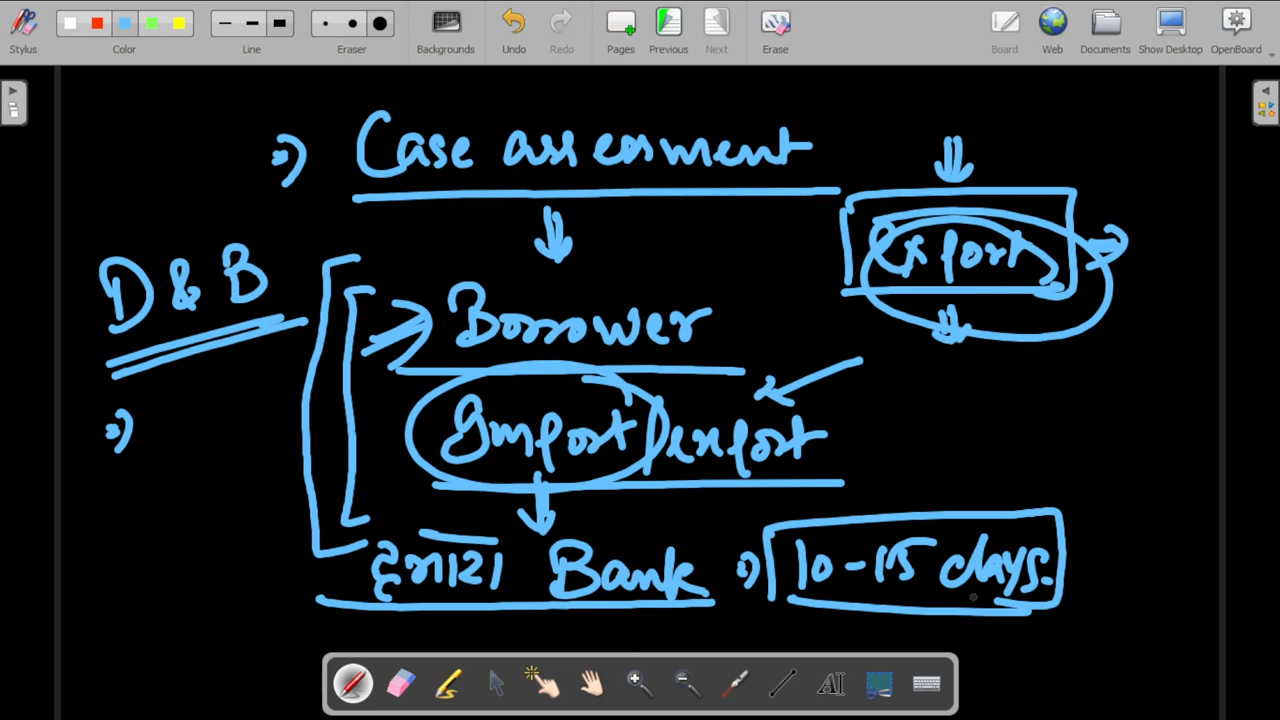 Stylus Color Line Eraser Backgrounds Undo Redo Pages Previous Next Erase Board Web Documents Show Desktop OpenBoard
Case assessment
Export
D & B
Borrower
Import/export
हमारा Bank ⇒ 10-15 days.